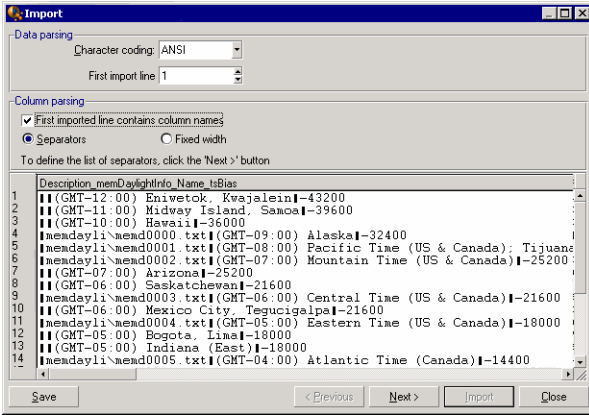 Import
Data parsing
Character coding: ANSI
First import line 1
Column parsing
First imported line contains column names
Separators Fixed width
To define the list of separators, click the 'Next >' button
Description_memDaylightInfo_Name_tsBias
1 ▮▮(GMT-12:00) Eniwetok, Kwajalein▮-43200
2 ▮▮(GMT-11:00) Midway Island, Samoa▮-39600
3 ▮▮(GMT-10:00) Hawaii▮-36000
4 ▮memdayli\memd0000.txt▮(GMT-09:00) Alaska▮-32400
5 ▮memdayli\memd0001.txt▮(GMT-08:00) Pacific Time (US & Canada); Tijuana
6 ▮memdayli\memd0002.txt▮(GMT-07:00) Mountain Time (US & Canada)▮-25200
7 ▮▮(GMT-07:00) Arizona▮-25200
8 ▮▮(GMT-06:00) Saskatchewan▮-21600
9 ▮memdayli\memd0003.txt▮(GMT-06:00) Central Time (US & Canada)▮-21600
10 ▮▮(GMT-06:00) Mexico City, Tegucigalpa▮-21600
11 ▮memdayli\memd0004.txt▮(GMT-05:00) Eastern Time (US & Canada)▮-18000
12 ▮▮(GMT-05:00) Bogota, Lima▮-18000
13 ▮▮(GMT-05:00) Indiana (East)▮-18000
14 ▮memdayli\memd0005.txt▮(GMT-04:00) Atlantic Time (Canada)▮-14400
Save < Previous Next > Import Close